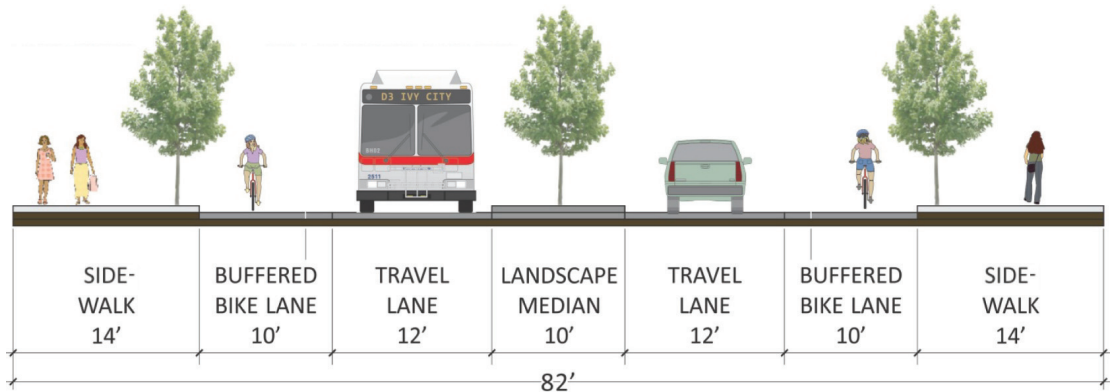 D3 IVY CITY
2811
SIDE-
WALK
14'
BUFFERED
BIKE LANE
10'
TRAVEL
LANE
12'
LANDSCAPE
MEDIAN
10'
TRAVEL
LANE
12'
BUFFERED
BIKE LANE
10'
SIDE-
WALK
14'
82'